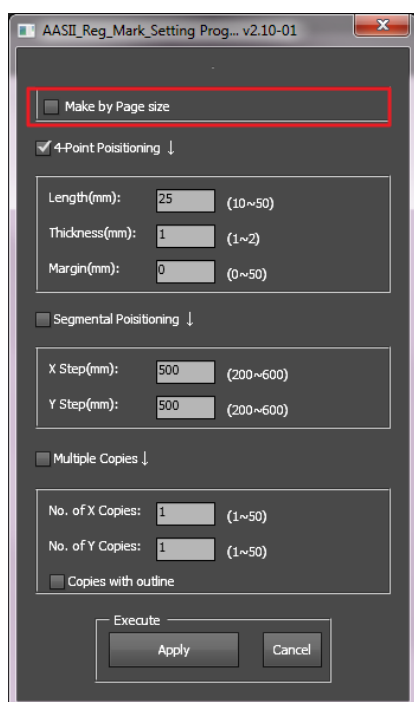 AASII_Reg_Mark_Setting Prog... v2.10-01
Make by Page size
4-Point Poisitioning ↓
Length(mm): 25 (10~50)
Thickness(mm): 1 (1~2)
Margin(mm): 0 (0~50)
Segmental Poisitioning ↓
X Step(mm): 500 (200~600)
Y Step(mm): 500 (200~600)
Multiple Copies ↓
No. of X Copies: 1 (1~50)
No. of Y Copies: 1 (1~50)
Copies with outline
Execute
Apply Cancel